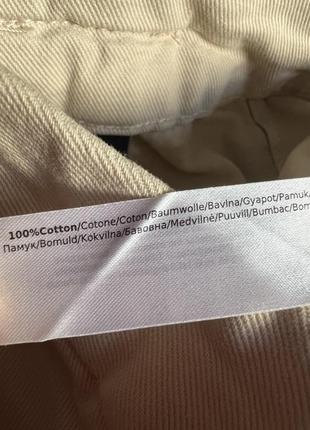 100%Cotton/Cotone/Coton/Baumwolle/Bavlna/Gyapot/Pamuk/
Памук/Bomuld/Kokvilna/Бавовна/Medvilnė/Puuvill/Bumbac/Bom